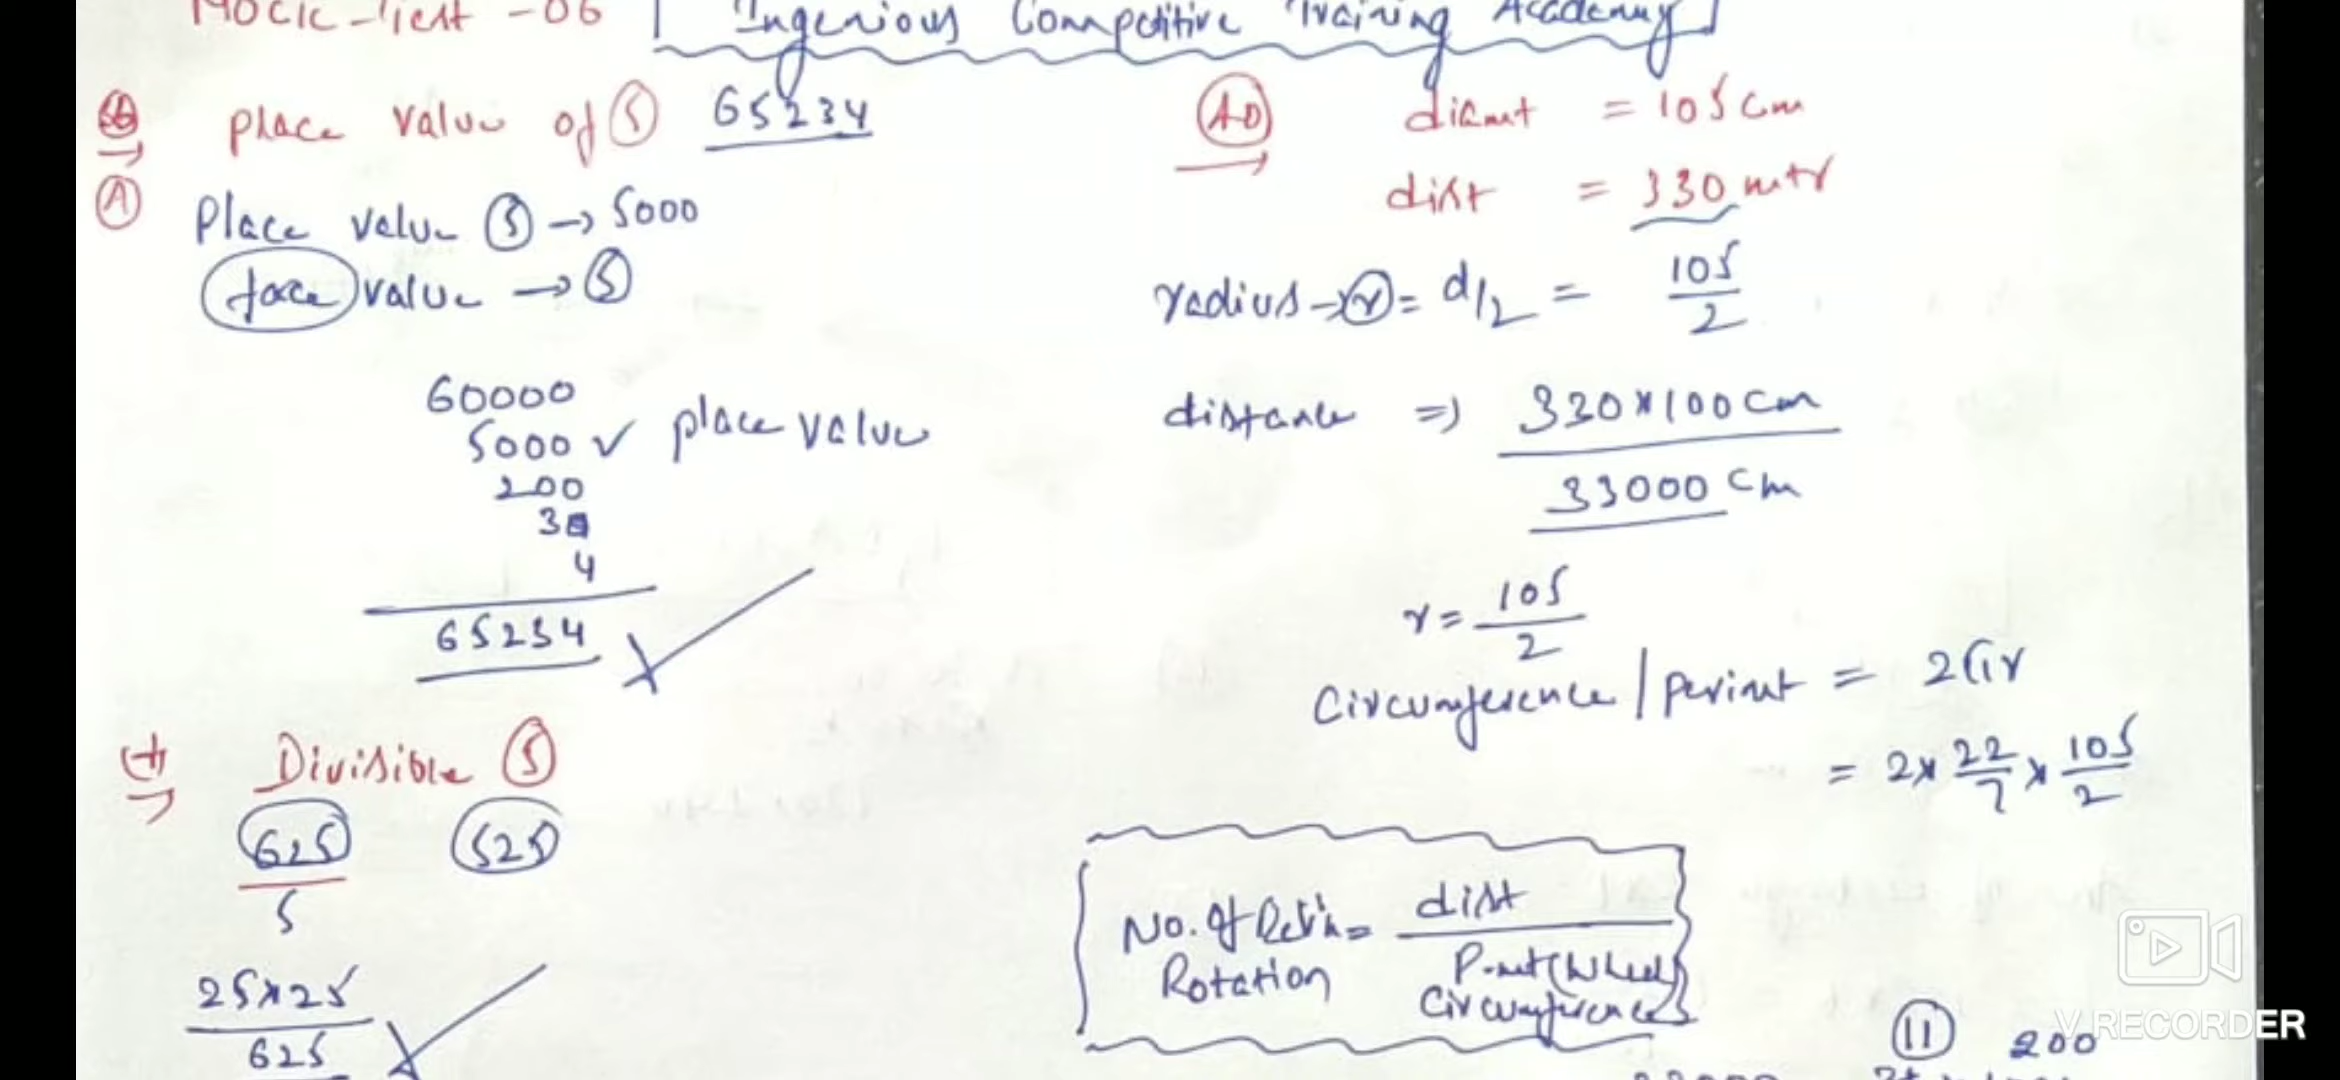 Mock-Test-06 Ingenious Competitive Training Academy
place value of 5 65234
A
Place value 5 → 5000
face value → 5
60000
5000 ✓ place value
200
30
4
65234
Divisible 5
625 525
5
25×25
625
diamt = 105 cm
dist = 330 mtr
radius → r = d/2 = 105/2
distance ⇒ 330×100 cm
33000 cm
r = 105/2
Circumference / perimt = 2πr
= 2× 22/7 × 105/2
No. of = dist
Rotation P-mt (Wheel)
Circumference
11 200
V RECORDER